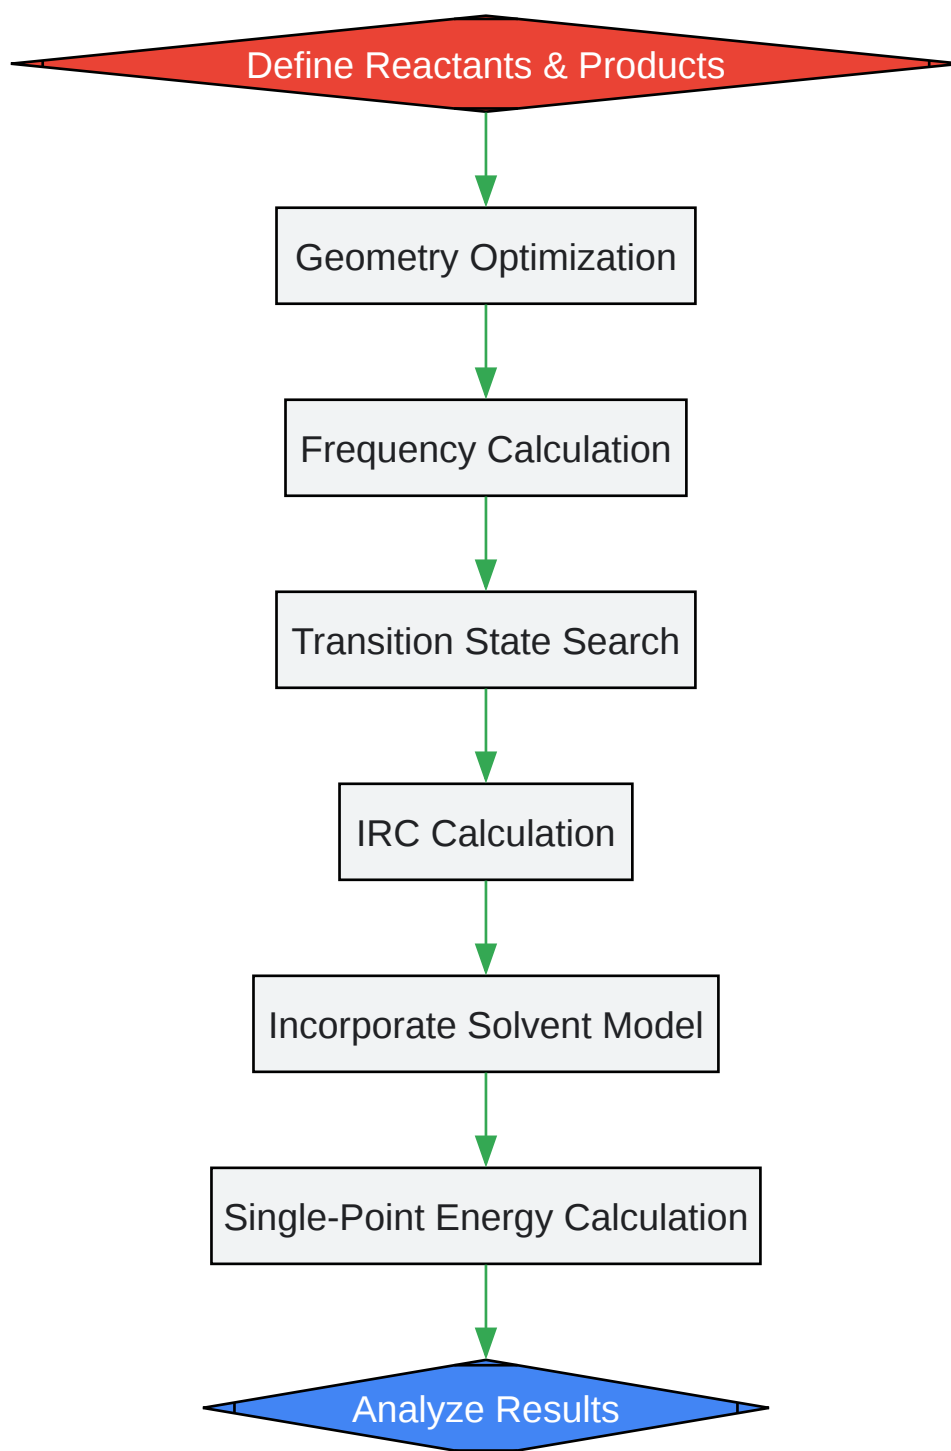 Define Reactants & Products
Geometry Optimization
Frequency Calculation
Transition State Search
IRC Calculation
Incorporate Solvent Model
Single-Point Energy Calculation
Analyze Results